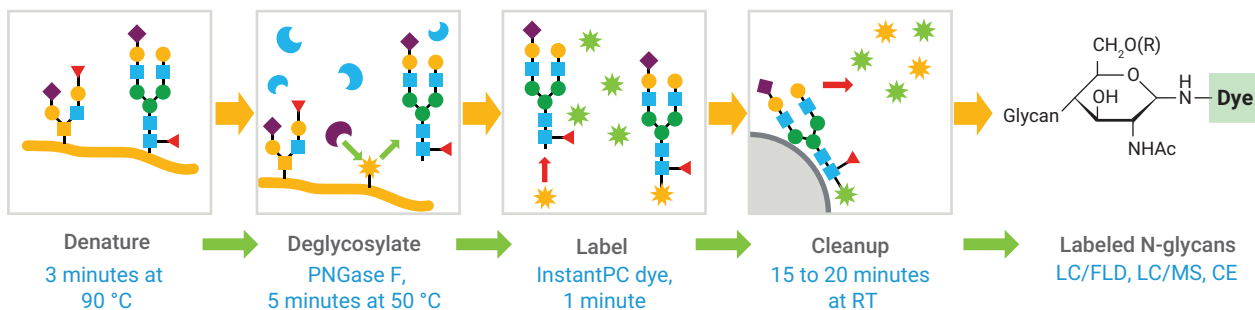 Denature
3 minutes at
90 °C
Deglycosylate
PNGase F,
5 minutes at 50 °C
Label
InstantPC dye,
1 minute
Cleanup
15 to 20 minutes
at RT
CH₂O(R)
O
H
OH
N
Dye
Glycan
NHAc
Labeled N-glycans
LC/FLD, LC/MS, CE